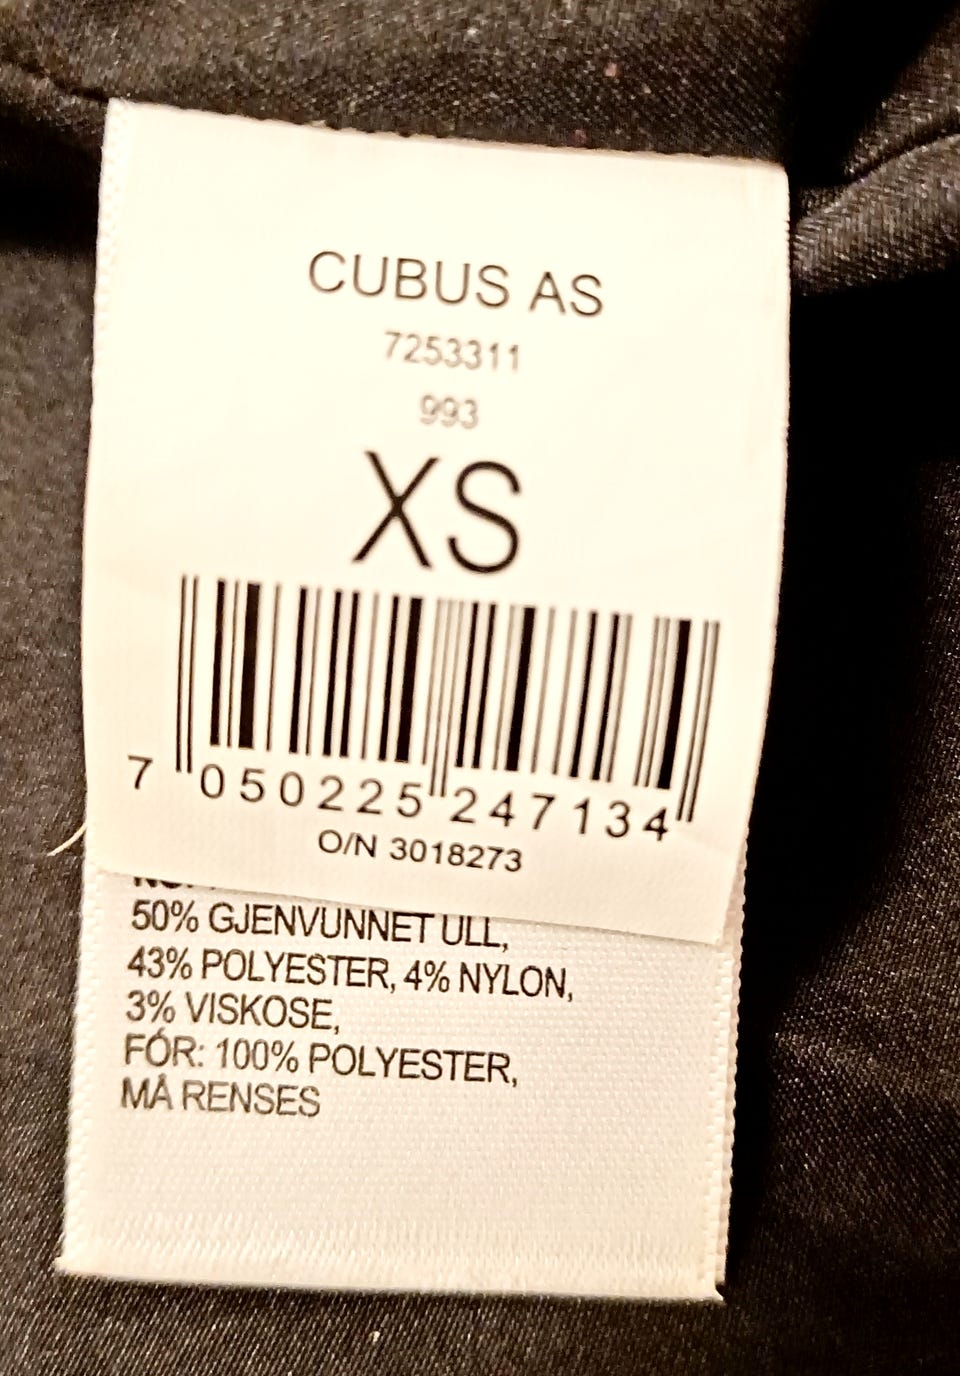 CUBUS AS
7253311
993
XS
7 050225 247134
O/N 3018273
50% GJENVUNNET ULL,
43% POLYESTER, 4% NYLON,
3% VISKOSE,
FÓR: 100% POLYESTER,
MÅ RENSES